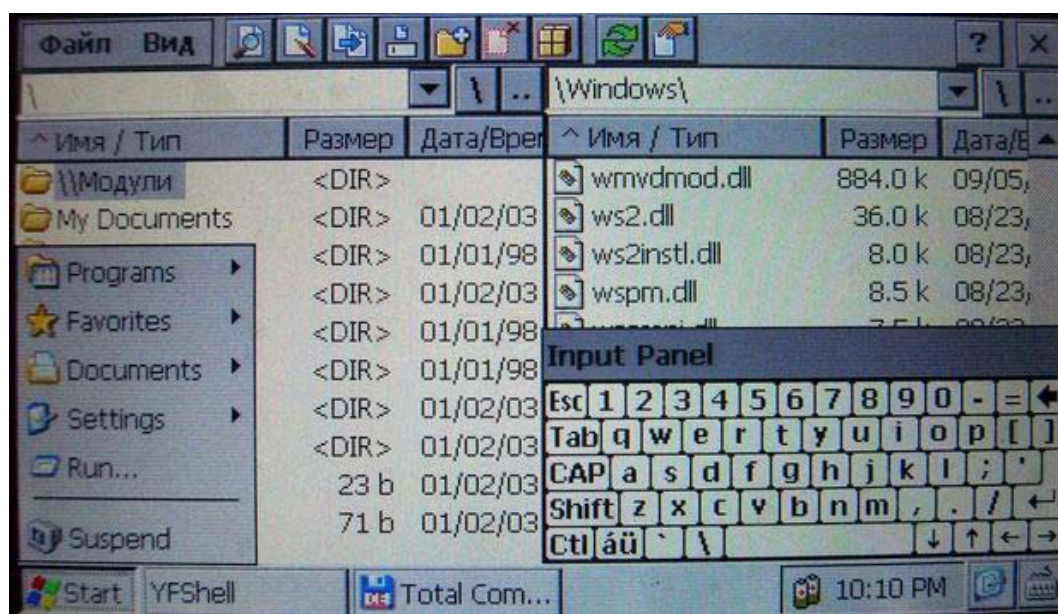 Файл Вид ?
\ \ .. \Windows\ \ ..
^ Имя / Тип Размер Дата/Врем ^ Имя / Тип Размер Дата/В
\\Модули <DIR> wmvdmod.dll 884.0 k 09/05,
My Documents <DIR> 01/02/03 ws2.dll 36.0 k 08/23,
Programs <DIR> 01/01/98 ws2instl.dll 8.0 k 08/23,
Favorites <DIR> 01/02/03 wspm.dll 8.5 k 08/23,
<DIR> 01/01/98
Documents <DIR> 01/01/98 Input Panel
Settings <DIR> 01/02/03 Esc 1 2 3 4 5 6 7 8 9 0 - =
<DIR> 01/02/03 Tab q w e r t y u i o p [ ]
Run... 23 b 01/02/03 CAP a s d f g h j k l ; '
71 b 01/02/03 Shift z x c v b n m , . /
Suspend Ctl áü ` \ ↓ ↑ ← →
Start YFShell Total Com... 10:10 PM